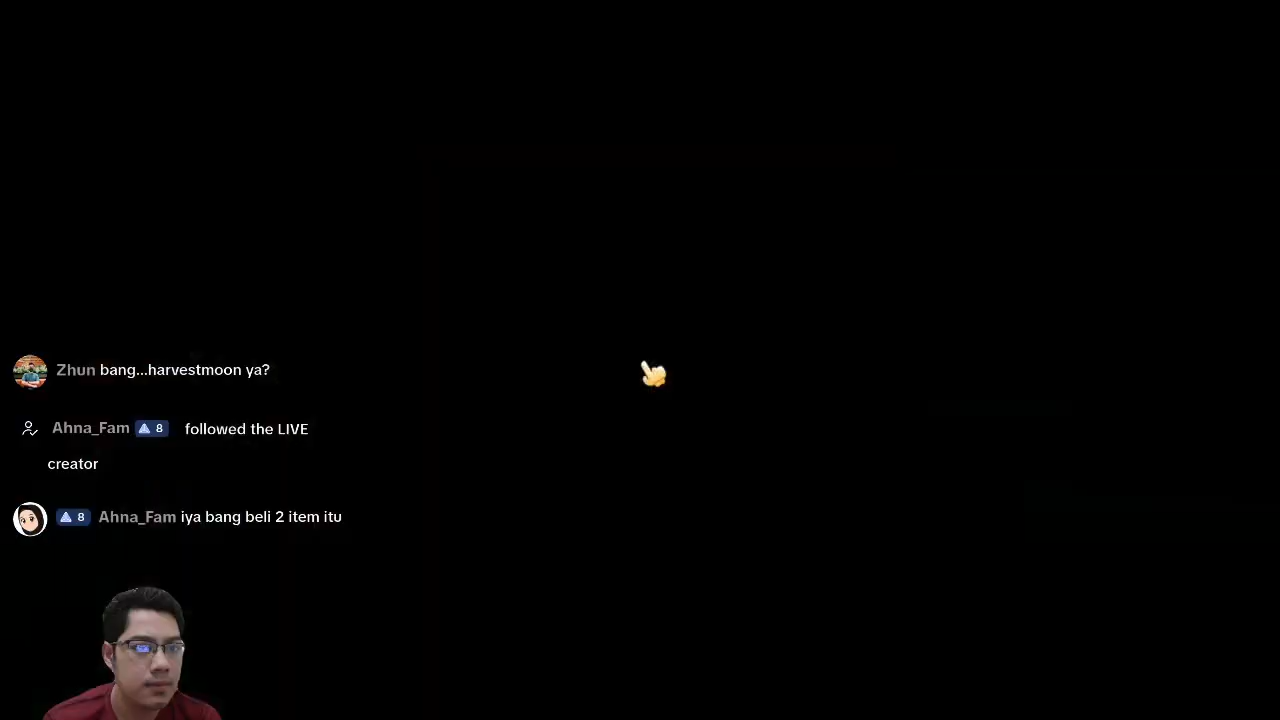 Zhun bang...harvestmoon ya?
Ahna_Fam 8 followed the LIVE
creator
8 Ahna_Fam iya bang beli 2 item itu